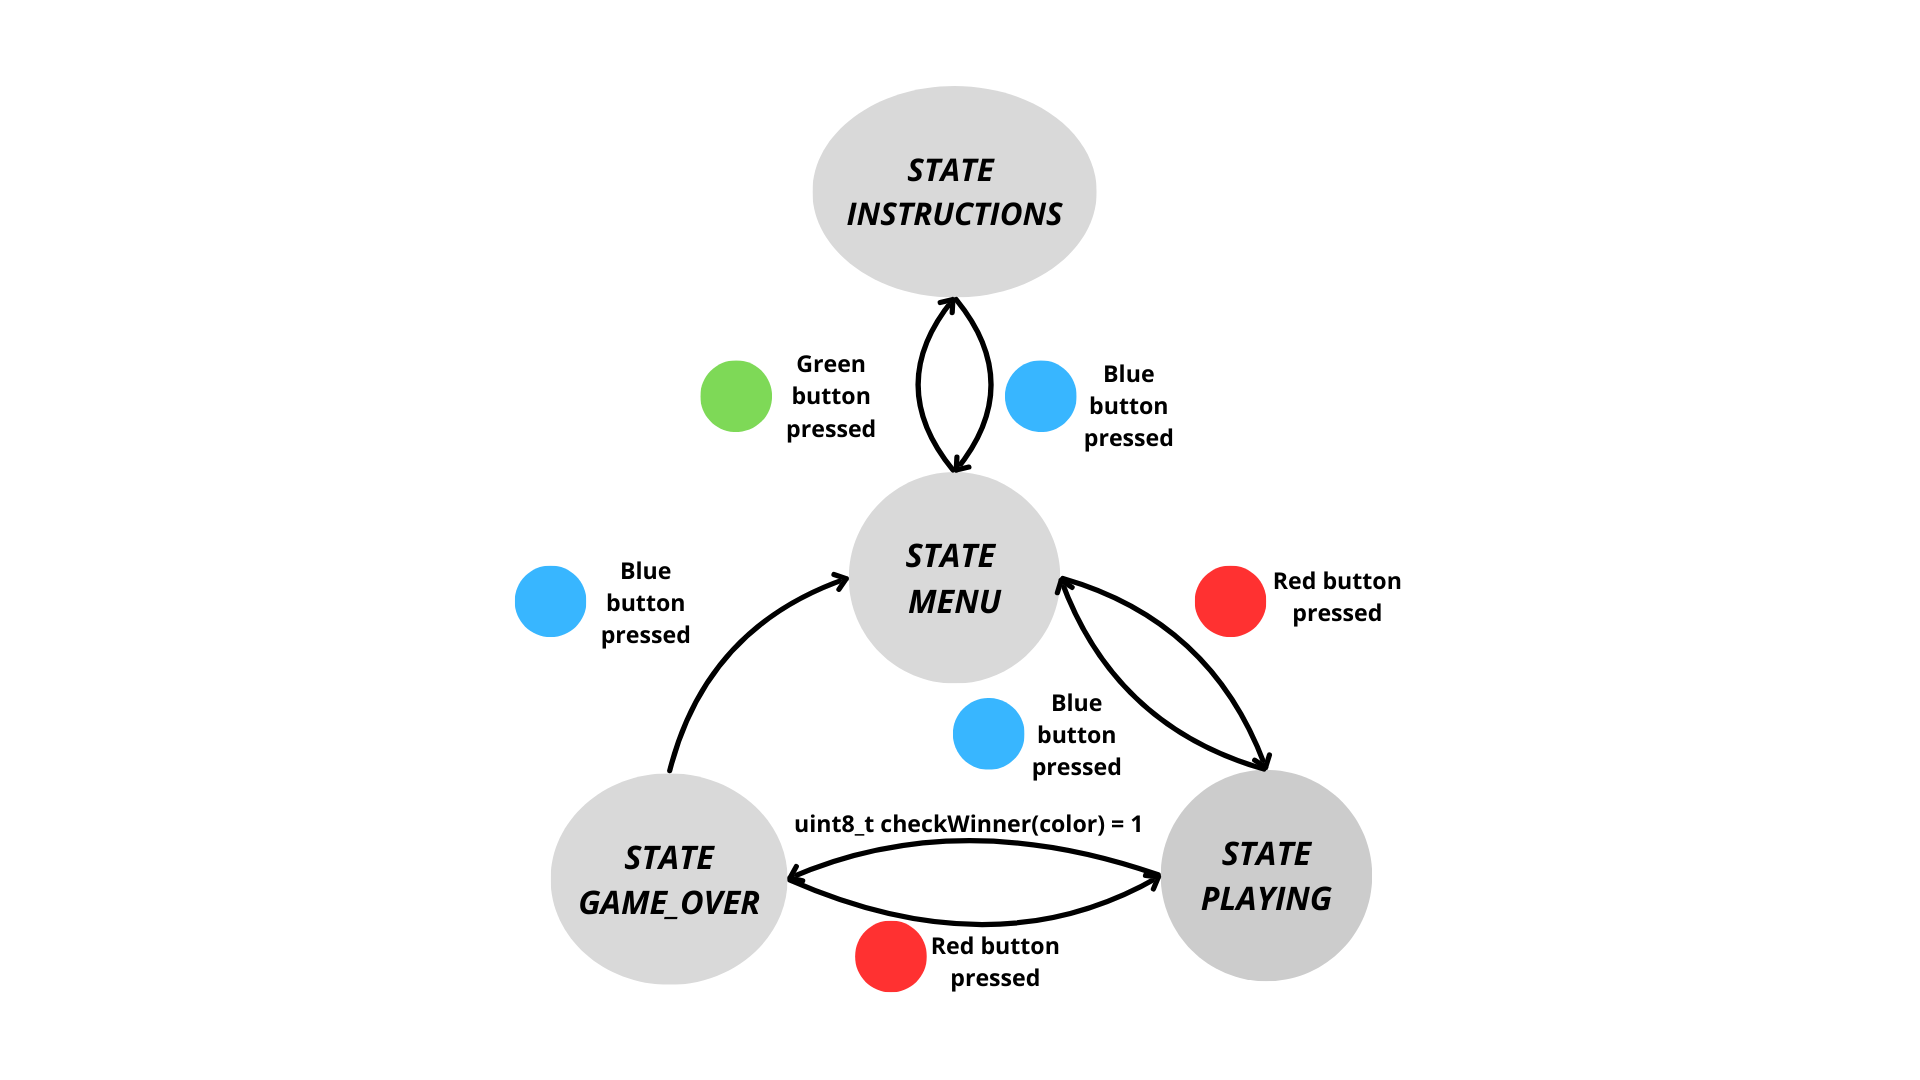 STATE
INSTRUCTIONS
Green
button
pressed
Blue
button
pressed
STATE
MENU
Blue
button
pressed
Red button
pressed
Blue
button
pressed
uint8_t checkWinner(color) = 1
STATE
GAME_OVER
STATE
PLAYING
Red button
pressed